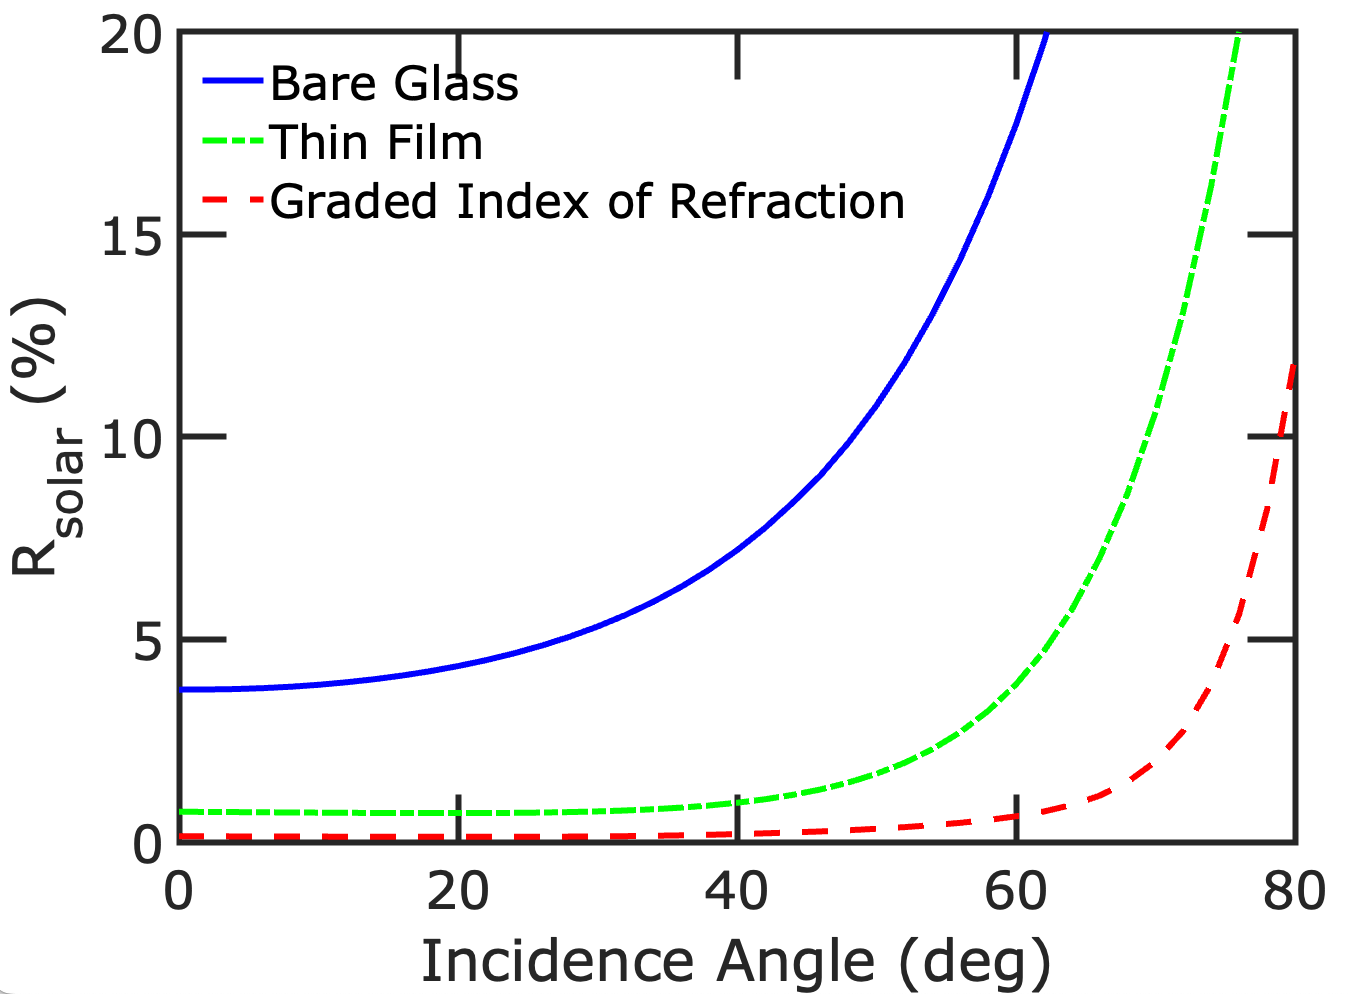 20
15
10
5
0
R_solar (%)
Bare Glass
Thin Film
Graded Index of Refraction
0 20 40 60 80
Incidence Angle (deg)